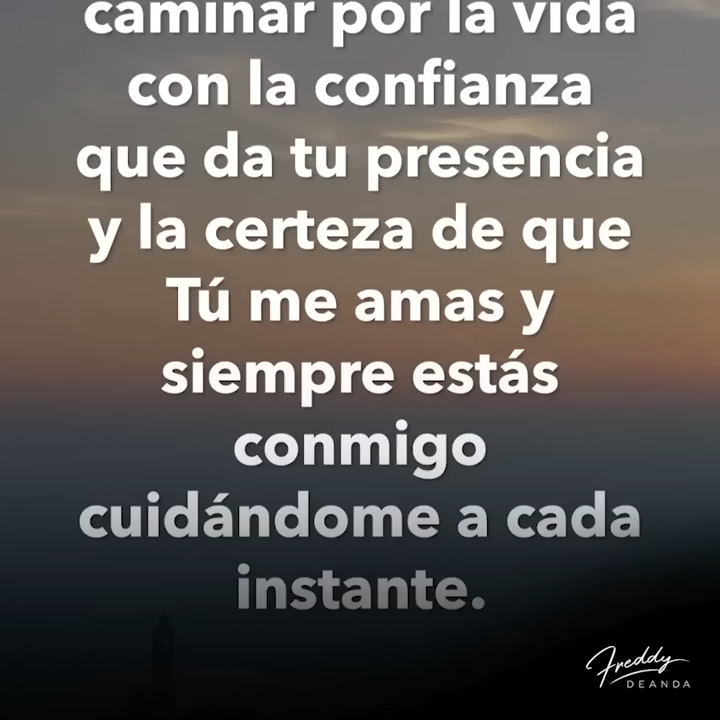 caminar por la vida
con la confianza
que da tu presencia
y la certeza de que
Tú me amas y
siempre estás
conmigo
cuidándome a cada
instante.
Freddy
DEANDA